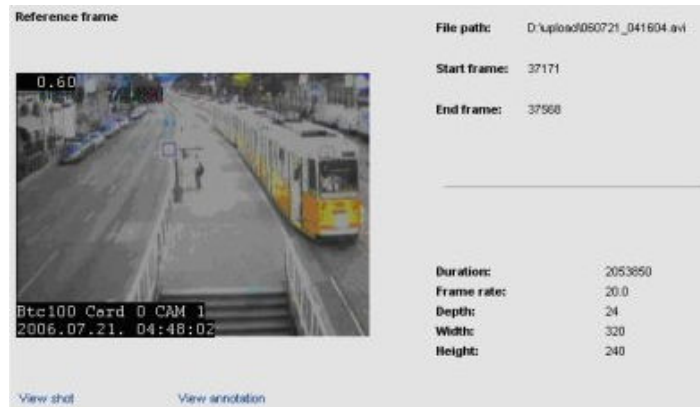 Reference frame
File path: D:\upload\060721_041604.avi
Start frame: 37171
End frame: 37568
0.60
Btc100 Card 0 CAM 1
2006.07.21. 04:48:02
Duration: 2053850
Frame rate: 20.0
Depth: 24
Width: 320
Height: 240
View shot
View annotation